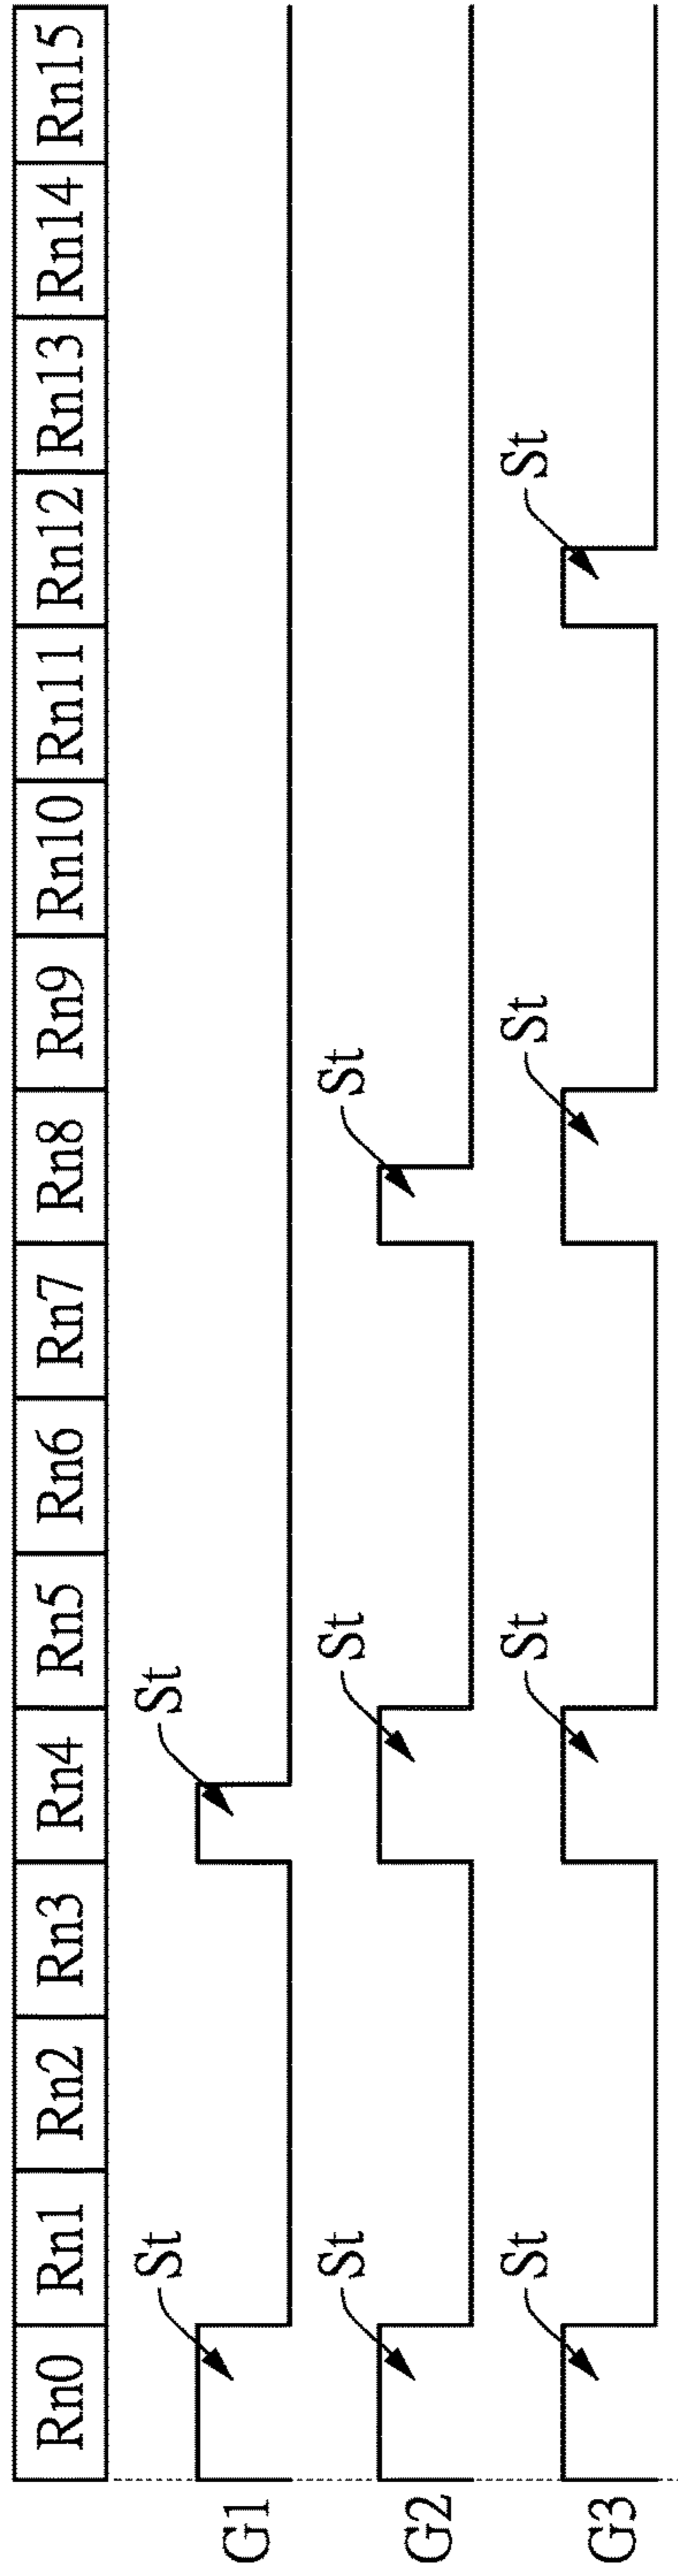 Rn0 Rn1 Rn2 Rn3 Rn4 Rn5 Rn6 Rn7 Rn8 Rn9 Rn10 Rn11 Rn12 Rn13 Rn14 Rn15
St St
G1
St St St
G2
St St St St
G3